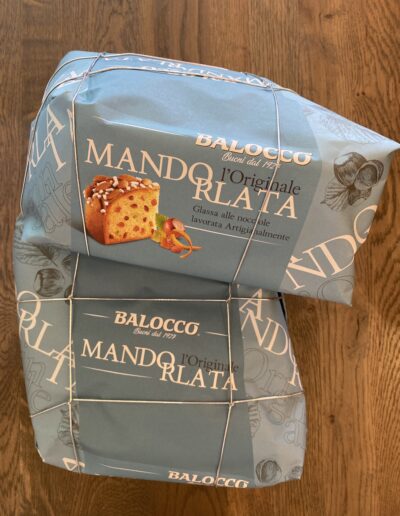 BALOCCO
Buoni dal 1927
MANDO
RLATA
l'Originale
Glassa alle nocciole
lavorata Artigianalmente
BALOCCO
Buoni dal 1927
MANDO
RLATA
l'Originale
BALOCCO